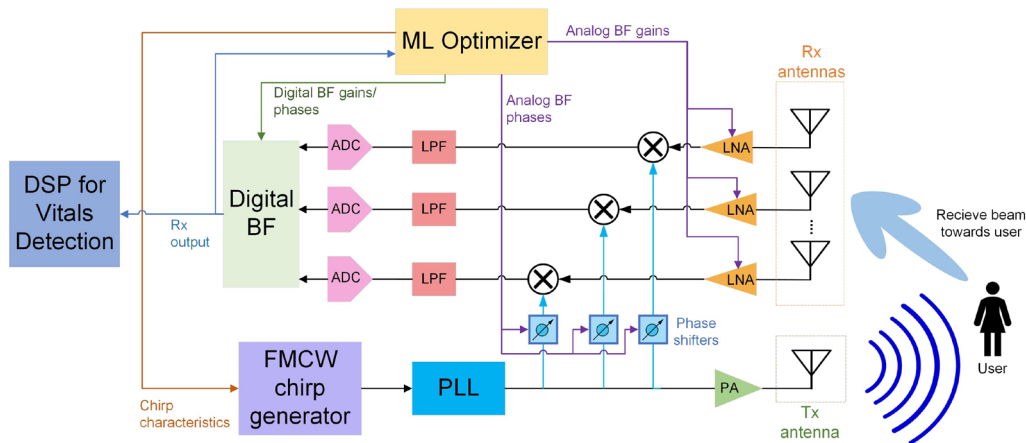 ML Optimizer
Analog BF gains
Rx
antennas
Digital BF gains/
phases
Analog BF
phases
ADC
LPF
LNA
DSP for
Vitals
Detection
Digital
BF
Rx
output
ADC
LPF
LNA
Recieve beam
towards user
ADC
LPF
LNA
Phase
shifters
FMCW
chirp
generator
PLL
PA
User
Chirp
characteristics
Tx
antenna